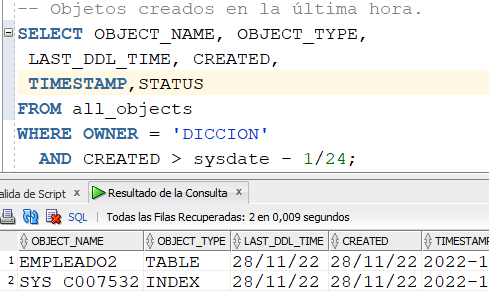 -- Objetos creados en la última hora.
SELECT OBJECT_NAME, OBJECT_TYPE,
LAST_DDL_TIME, CREATED,
TIMESTAMP,STATUS
FROM all_objects
WHERE OWNER = 'DICCION'
AND CREATED > sysdate - 1/24;
alida de Script x Resultado de la Consulta x
SQL | Todas las Filas Recuperadas: 2 en 0,009 segundos
OBJECT_NAME OBJECT_TYPE LAST_DDL_TIME CREATED TIMESTAMP
1 EMPLEADO2 TABLE 28/11/22 28/11/22 2022-1
2 SYS_C007532 INDEX 28/11/22 28/11/22 2022-1